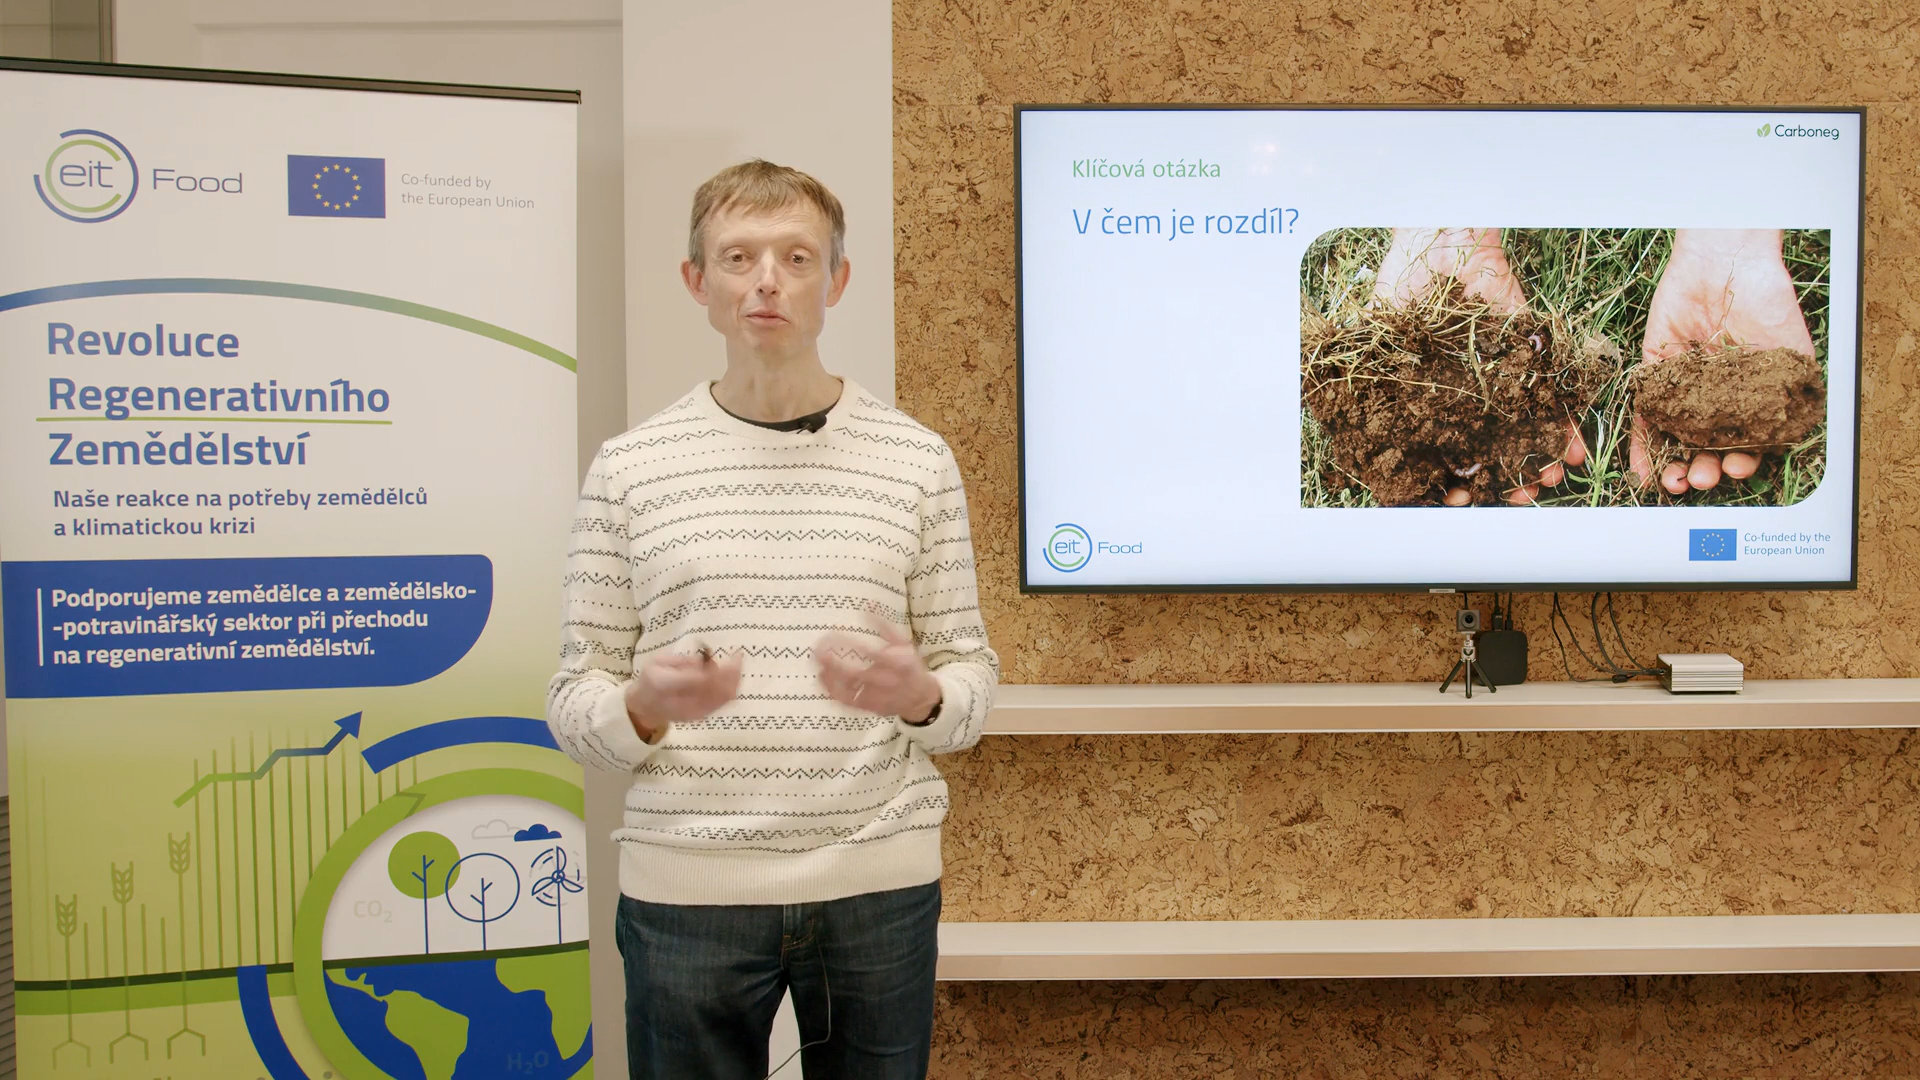 eit Food
Co-funded by
the European Union
Revoluce
Regenerativního
Zemědělství
Naše reakce na potřeby zemědělců
a klimatickou krizi
Podporujeme zemědělce a zemědělsko-
-potravinářský sektor při přechodu
na regenerativní zemědělství.
CO₂
H₂O
Carboneg
Klíčová otázka
V čem je rozdíl?
eit Food
Co-funded by the
European Union